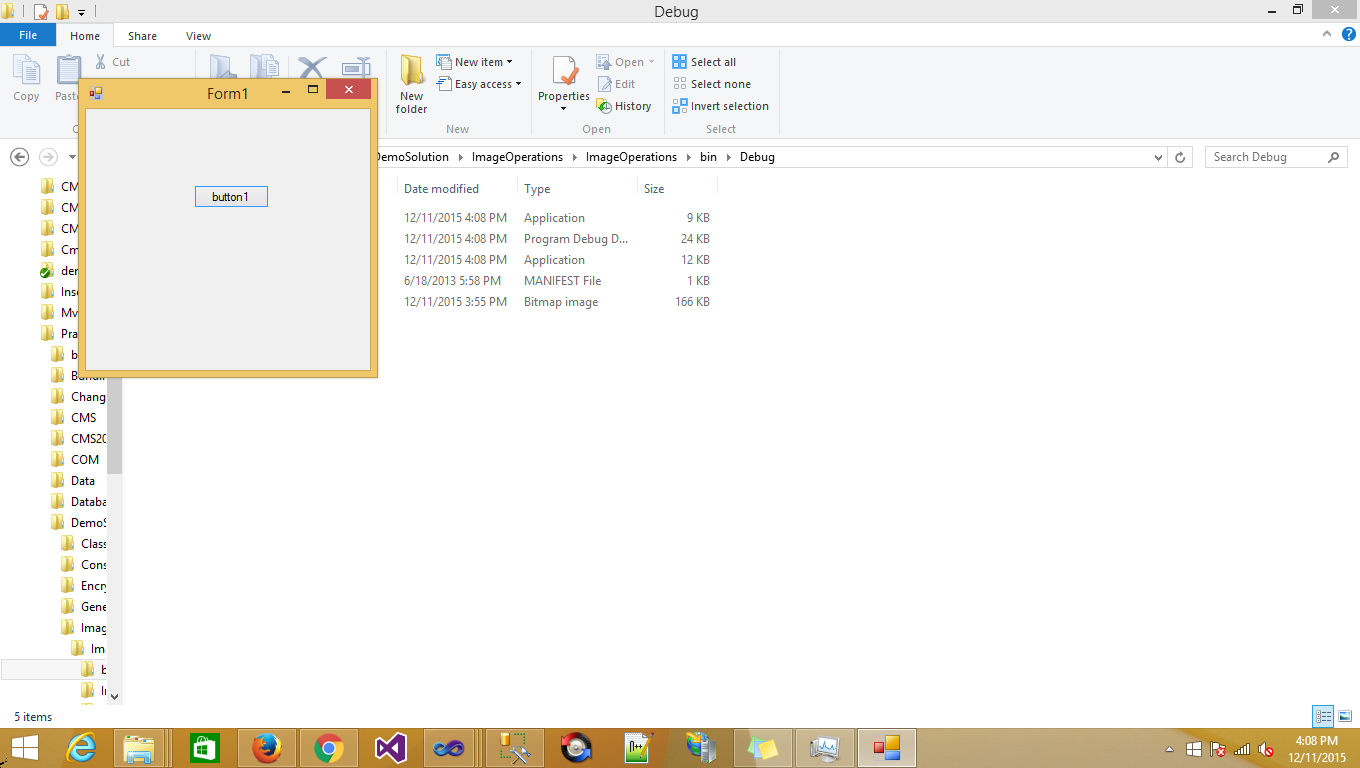 Debug
File Home Share View
Copy
Paste
Cut
New folder
New item
Easy access
New
Properties
Open
Edit
History
Open
Select all
Select none
Invert selection
Select
Form1
button1
DemoSolution ImageOperations ImageOperations bin Debug
Search Debug
Date modified Type Size
12/11/2015 4:08 PM Application 9 KB
12/11/2015 4:08 PM Program Debug D... 24 KB
12/11/2015 4:08 PM Application 12 KB
6/18/2013 5:58 PM MANIFEST File 1 KB
12/11/2015 3:55 PM Bitmap image 166 KB
CM
CM
CM
Cm
der
Inse
Mv
Pra
b
Bundl
Chang
CMS
CMS20
COM
Data
Databa
DemoS
Class
Cons
Encry
Gene
Imag
Im
b
5 items
4:08 PM
12/11/2015